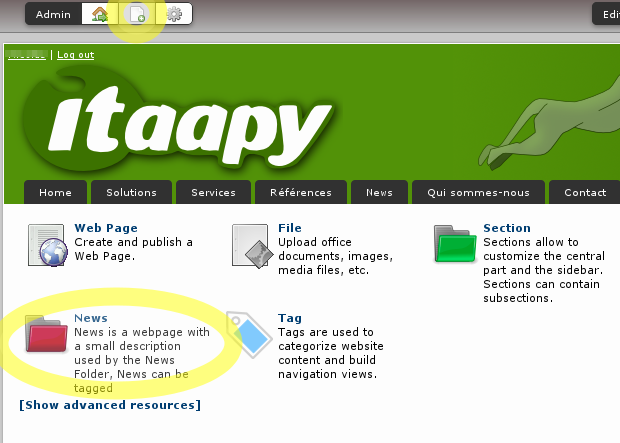 Admin
Edi
| Log out
itaapy
Home Solutions Services Références News Qui sommes-nous Contact
Web Page
Create and publish a
Web Page.
File
Upload office
documents, images,
media files, etc.
Section
Sections allow to
customize the central
part and the sidebar.
Sections can contain
subsections.
News
News is a webpage with
a small description
used by the News
Folder, News can be
tagged
Tag
Tags are used to
categorize website
content and build
navigation views.
[Show advanced resources]